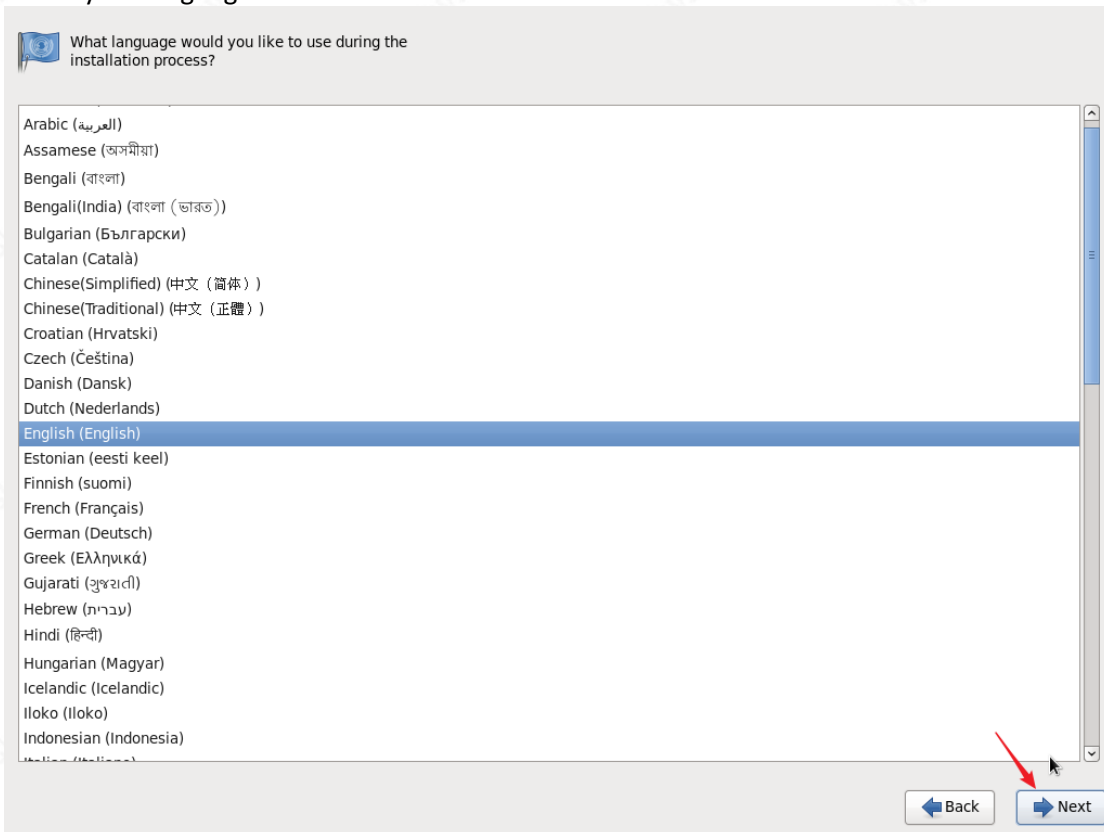 What language would you like to use during the
installation process?
Arabic (العربية)
Assamese (অসমীয়া)
Bengali (বাংলা)
Bengali(India) (বাংলা (ভারত))
Bulgarian (Български)
Catalan (Català)
Chinese(Simplified) (中文（简体）)
Chinese(Traditional) (中文（正體）)
Croatian (Hrvatski)
Czech (Čeština)
Danish (Dansk)
Dutch (Nederlands)
English (English)
Estonian (eesti keel)
Finnish (suomi)
French (Français)
German (Deutsch)
Greek (Ελληνικά)
Gujarati (ગુજરાતી)
Hebrew (עברית)
Hindi (हिन्दी)
Hungarian (Magyar)
Icelandic (Icelandic)
Iloko (Iloko)
Indonesian (Indonesia)
Italian (Italiano)
Back
Next